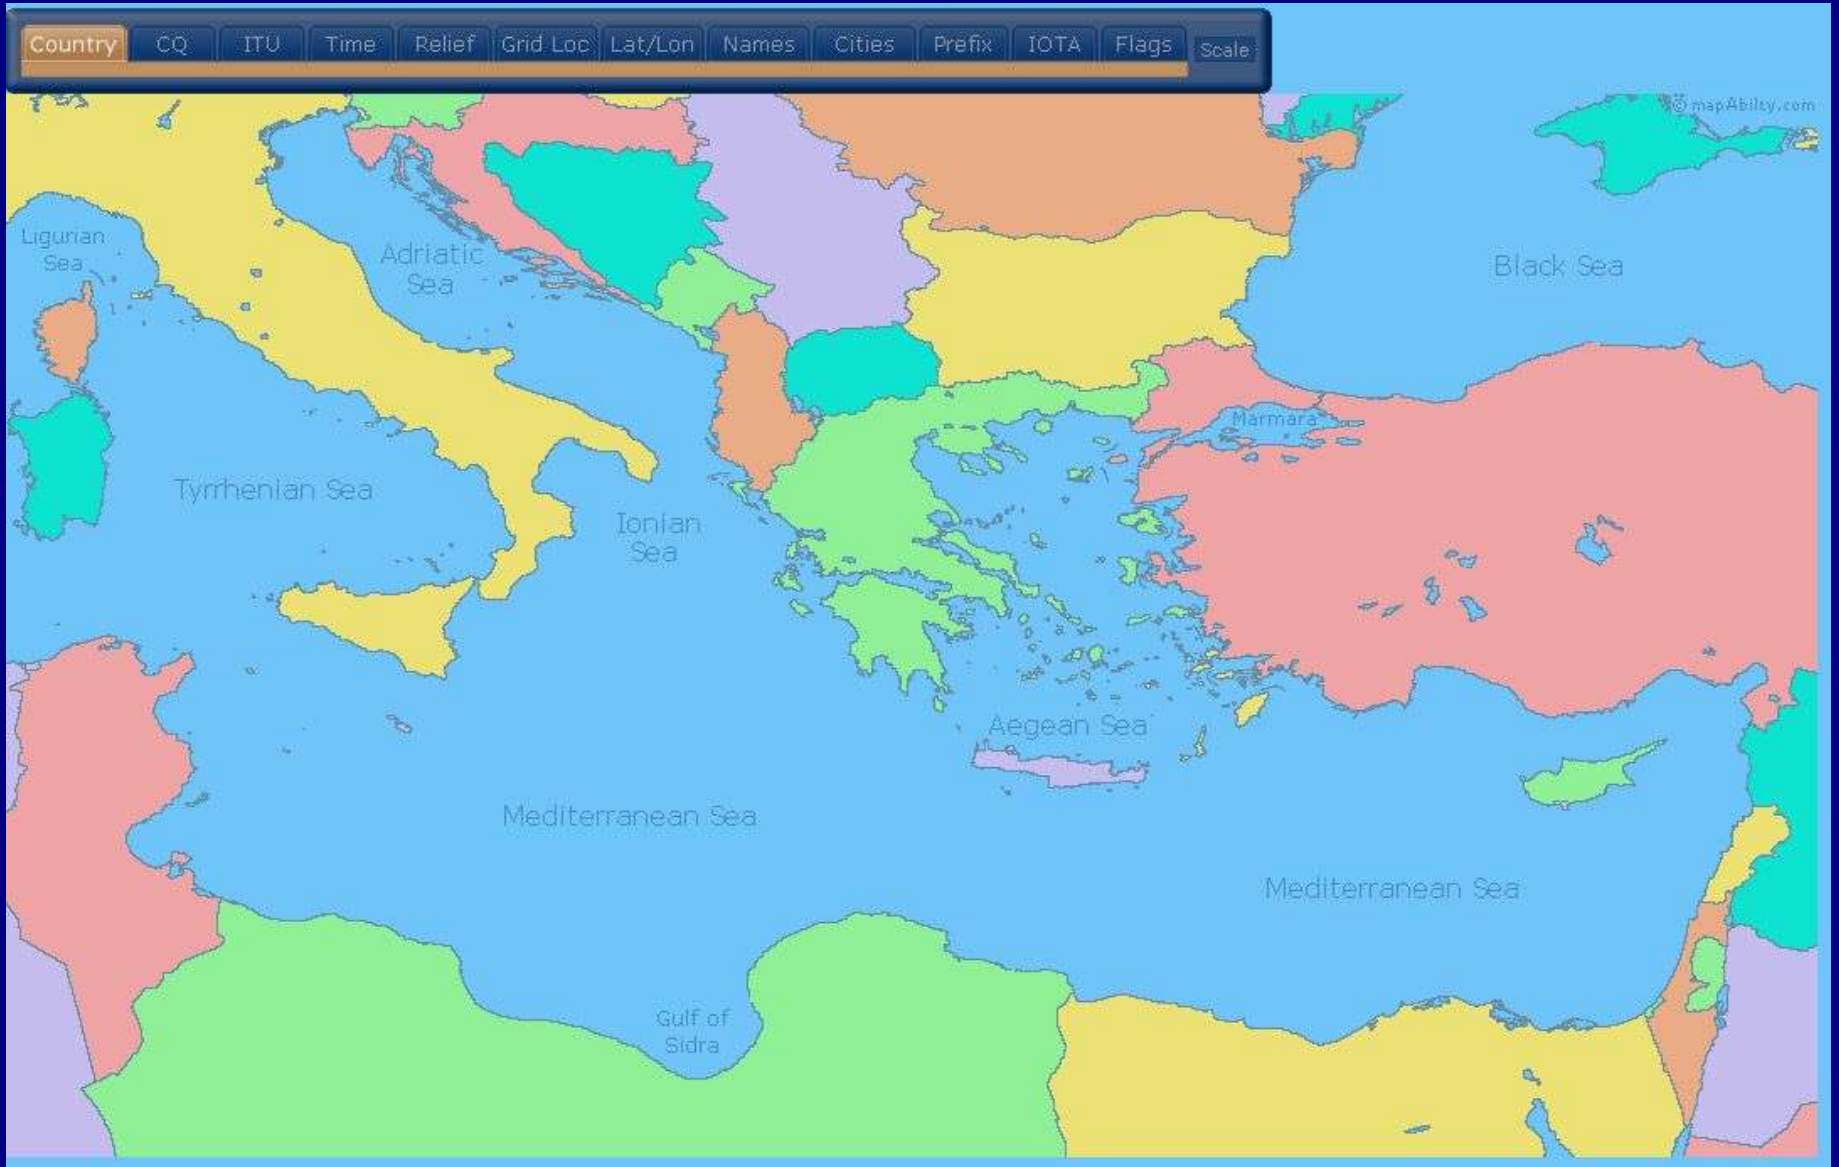 Country CQ ITU Time Relief Grid Loc Lat/Lon Names Cities Prefix IOTA Flags Scale
© mapAbility.com
Ligurian
Sea
Adriatic
Sea
Black Sea
Marmara
Tyrrhenian Sea
Ionian
Sea
Aegean Sea
Mediterranean Sea
Mediterranean Sea
Gulf of
Sidra